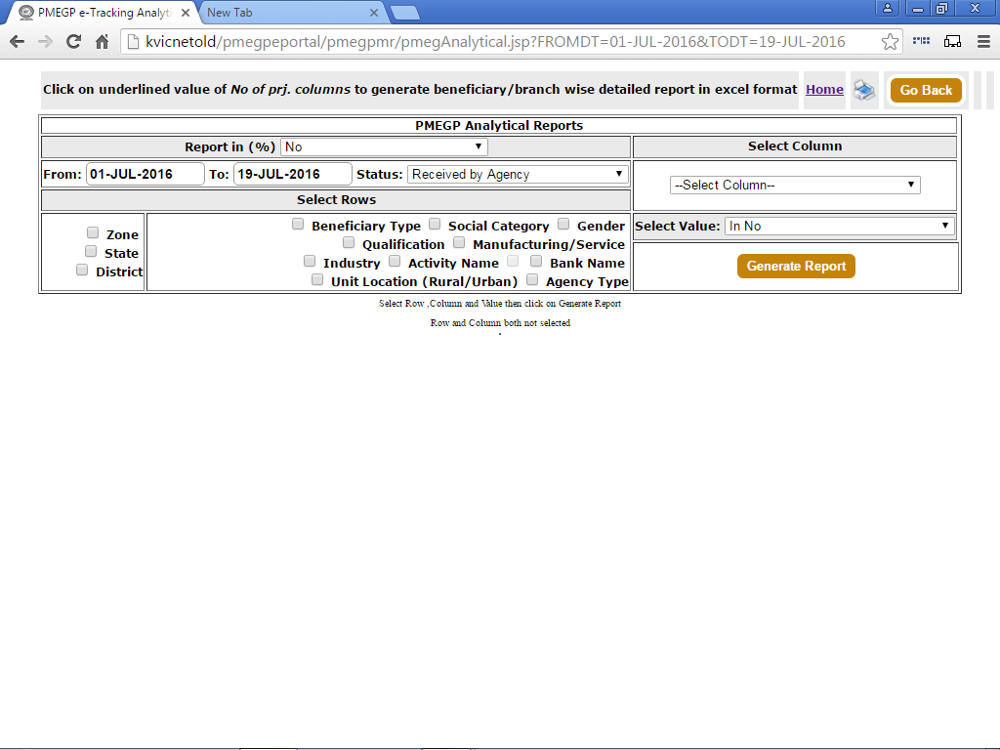 PMEGP e-Tracking Analyti
New Tab
kvicnetold/pmegpeportal/pmegpmr/pmegAnalytical.jsp?FROMDT=01-JUL-2016&TODT=19-JUL-2016
Click on underlined value of No of prj. columns to generate beneficiary/branch wise detailed report in excel format Home Go Back
PMEGP Analytical Reports
Report in (%) No Select Column
From: 01-JUL-2016 To: 19-JUL-2016 Status: Received by Agency
--Select Column--
Select Rows
Zone
State
District
Beneficiary Type Social Category Gender
Qualification Manufacturing/Service
Industry Activity Name Bank Name
Unit Location (Rural/Urban) Agency Type
Select Value: In No
Generate Report
Select Row ,Column and Value then click on Generate Report
Row and Column both not selected
.